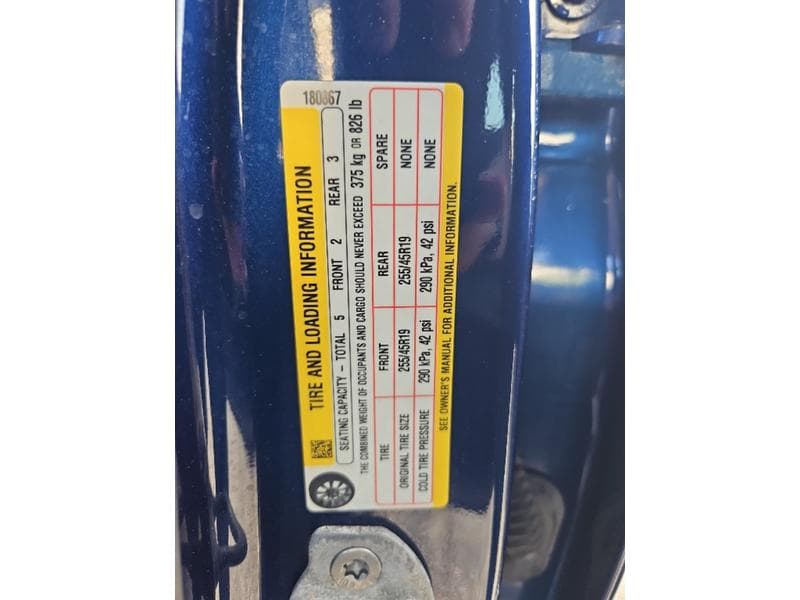 180867
TIRE AND LOADING INFORMATION
SEATING CAPACITY – TOTAL 5 FRONT 2 REAR 3
THE COMBINED WEIGHT OF OCCUPANTS AND CARGO SHOULD NEVER EXCEED 375 kg OR 826 lb
TIRE FRONT REAR SPARE
ORIGINAL TIRE SIZE 255/45R19 255/45R19 NONE
COLD TIRE PRESSURE 290 kPa, 42 psi 290 kPa, 42 psi NONE
SEE OWNER'S MANUAL FOR ADDITIONAL INFORMATION.